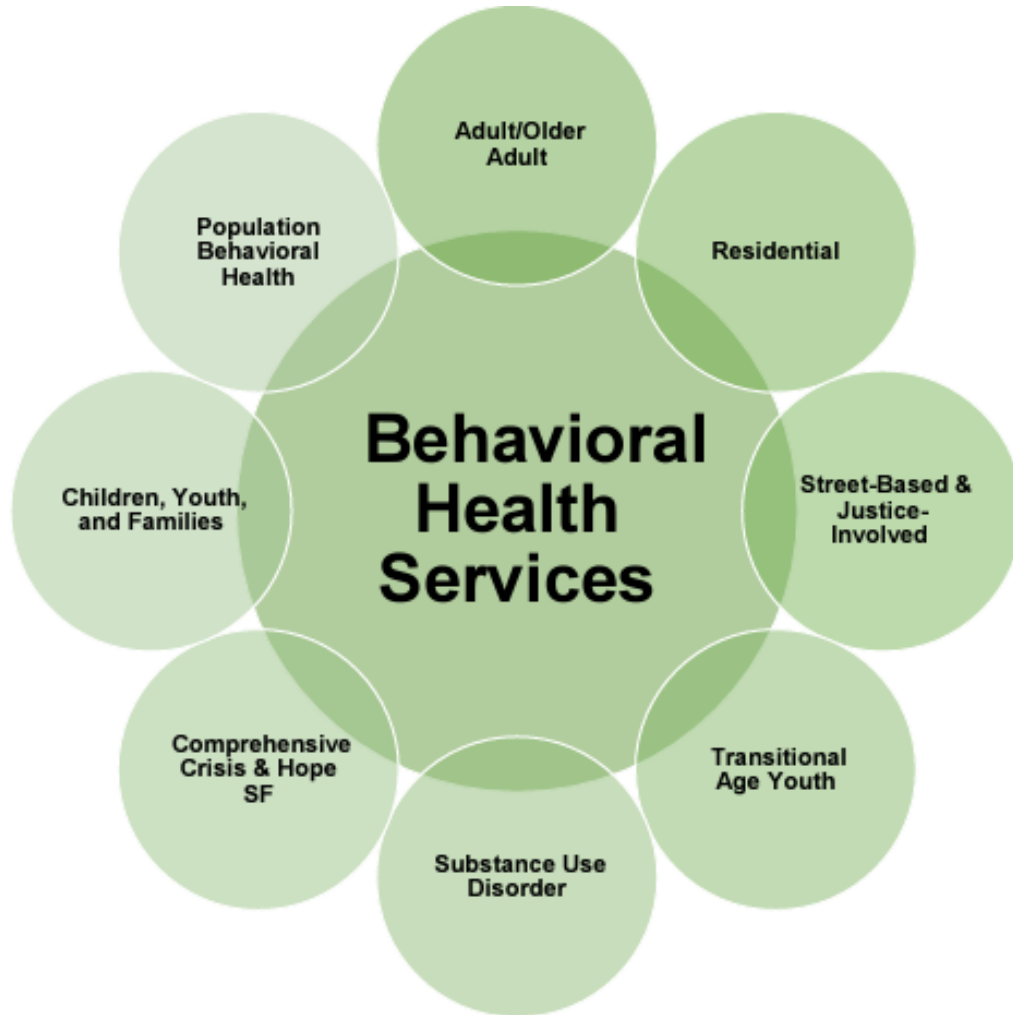 Adult/Older
Adult
Residential
Street-Based &
Justice-
Involved
Transitional
Age Youth
Substance Use
Disorder
Comprehensive
Crisis & Hope
SF
Children, Youth,
and Families
Population
Behavioral
Health
Behavioral
Health
Services